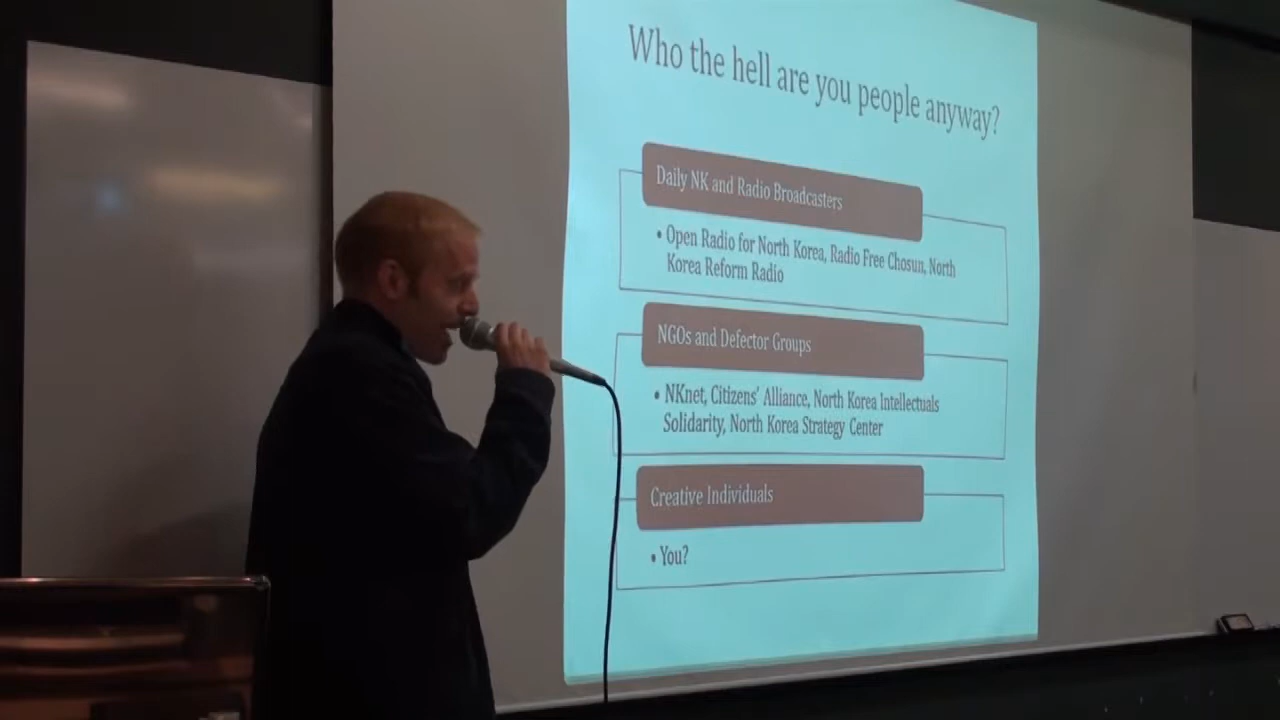 Who the hell are you people anyway?
Daily NK and Radio Broadcasters
• Open Radio for North Korea, Radio Free Chosun, North
Korea Reform Radio
NGOs and Defector Groups
• NKnet, Citizens' Alliance, North Korea Intellectuals
Solidarity, North Korea Strategy Center
Creative Individuals
• You?